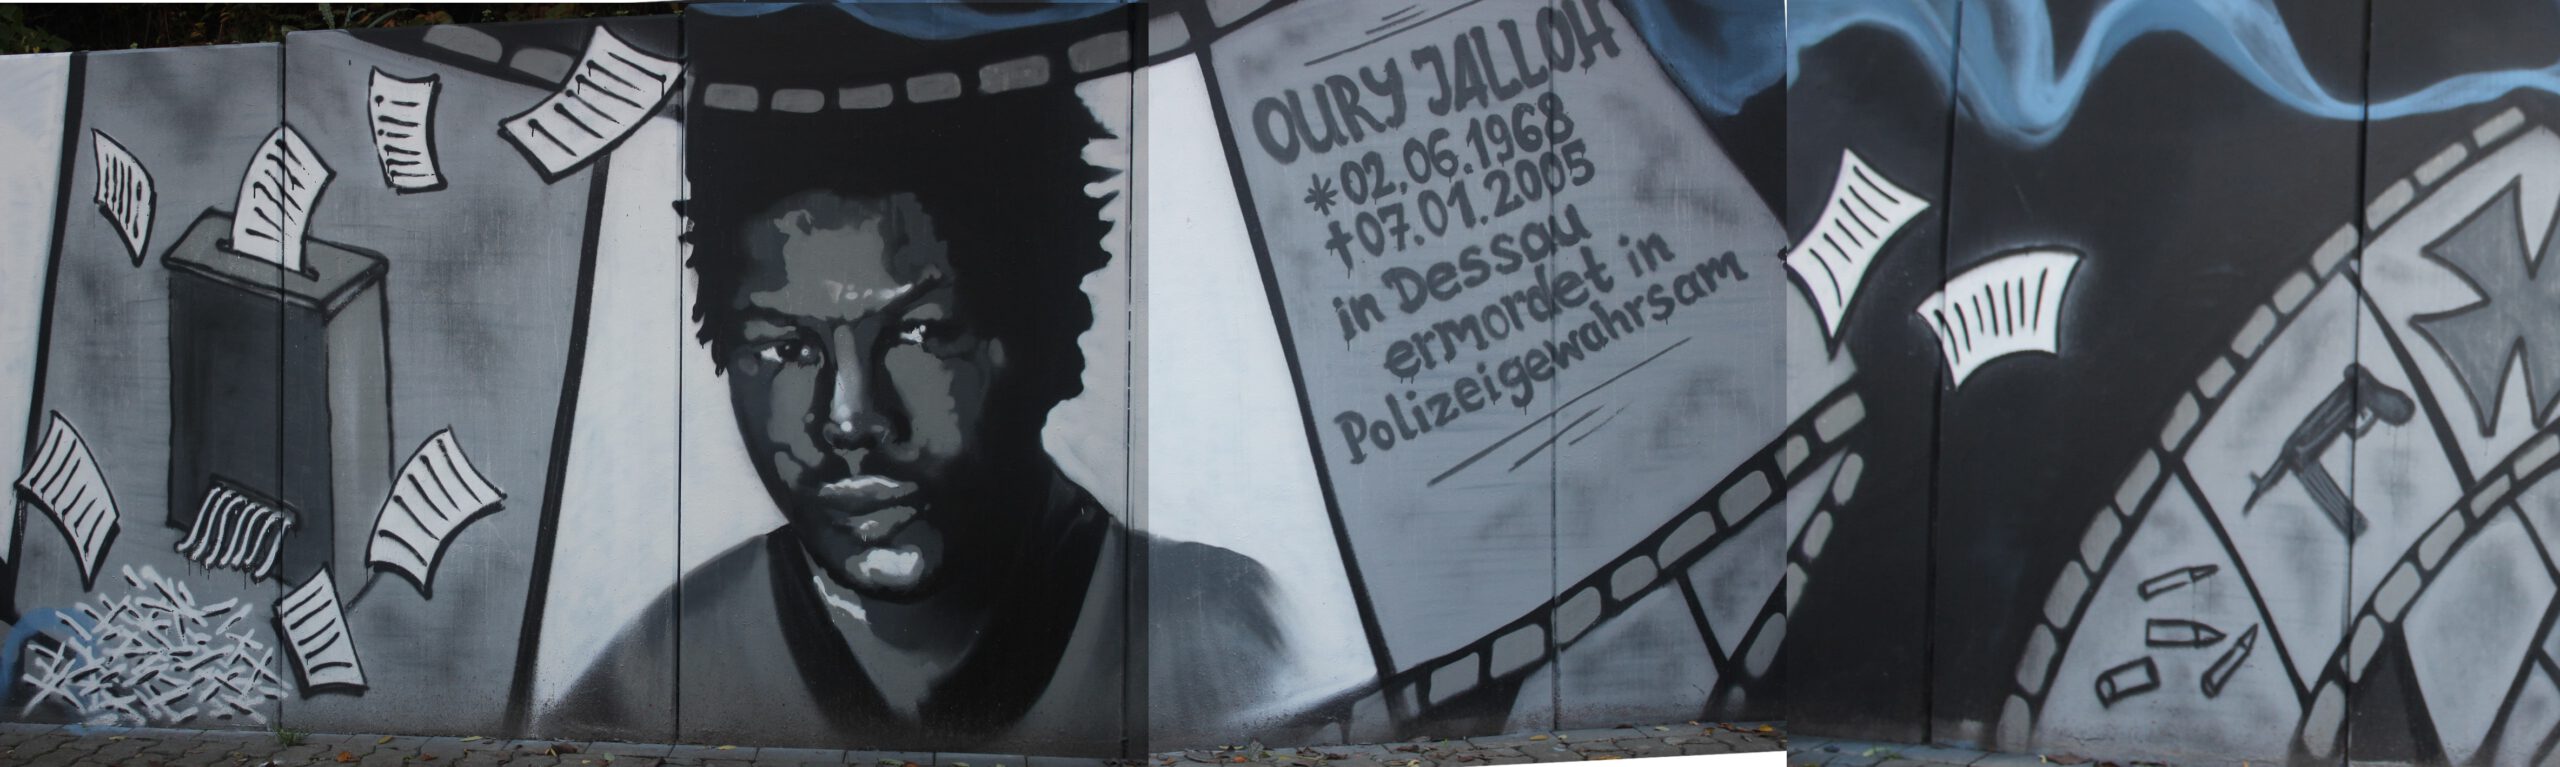 OURY JALLOH
*02.06.1968
†07.01.2005
in Dessau
ermordet in
Polizeigewahrsam